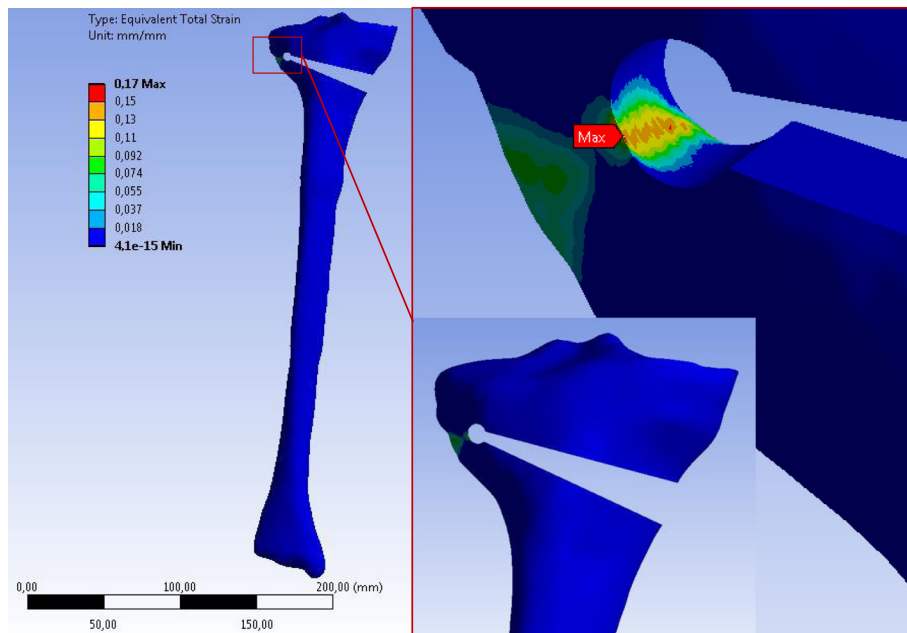 Type: Equivalent Total Strain
Unit: mm/mm
0,17 Max
0,15
0,13
0,11
0,092
0,074
0,055
0,037
0,018
4,1e-15 Min
Max
0,00
100,00
200,00 (mm)
50,00
150,00